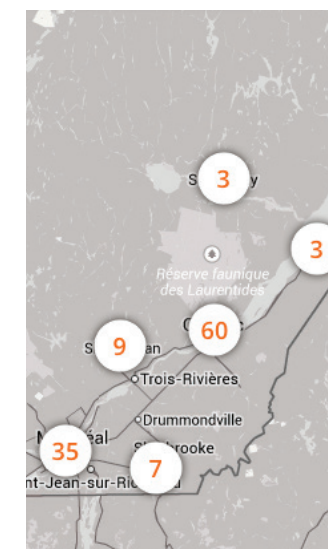 3
3
Réserve faunique
des Laurentides
60
9
Trois-Rivières
Drummondville
35
7